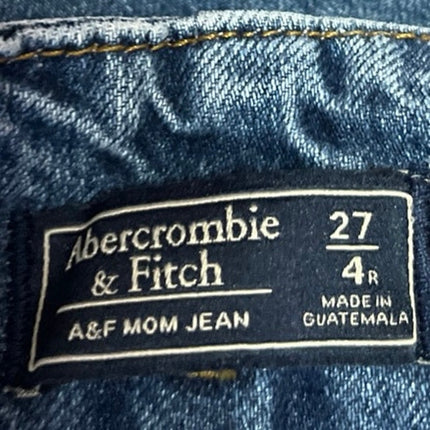 Abercrombie
& Fitch
A&F MOM JEAN
27
4R
MADE IN
GUATEMALA